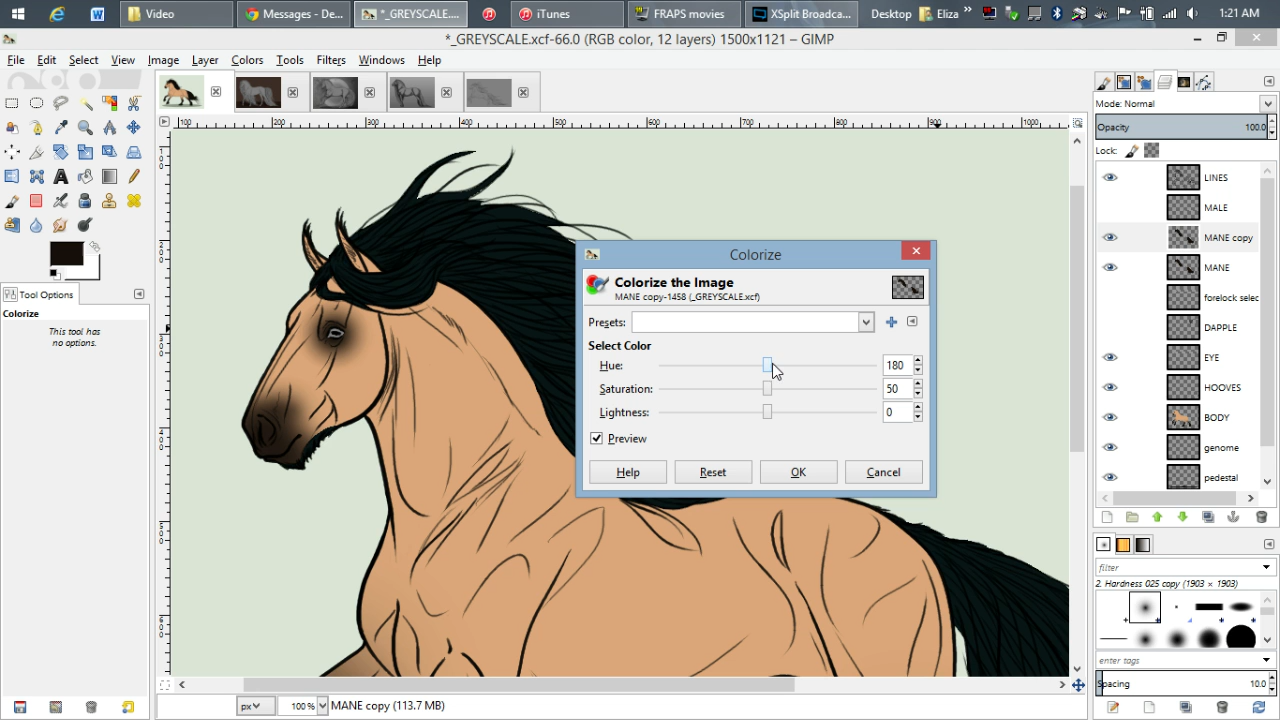 Video
Messages - De...
*_GREYSCALE....
iTunes
FRAPS movies
XSplit Broadca...
Desktop
Eliza
1:21 AM
*_GREYSCALE.xcf-66.0 (RGB color, 12 layers) 1500x1121 – GIMP
File Edit Select View Image Layer Colors Tools Filters Windows Help
Mode: Normal
Opacity 100.0
Lock:
100 200 300 400 500 600 700 800 900 1000
LINES
MALE
MANE copy
MANE
forelock selec
DAPPLE
EYE
HOOVES
BODY
genome
pedestal
Tool Options
Colorize
This tool has
no options.
Colorize
Colorize the Image
MANE copy-1458 (_GREYSCALE.xcf)
Presets:
Select Color
Hue: 180
Saturation: 50
Lightness: 0
Preview
Help Reset OK Cancel
filter
2. Hardness 025 copy (1903 × 1903)
enter tags
Spacing 10.0
px 100 % MANE copy (113.7 MB)